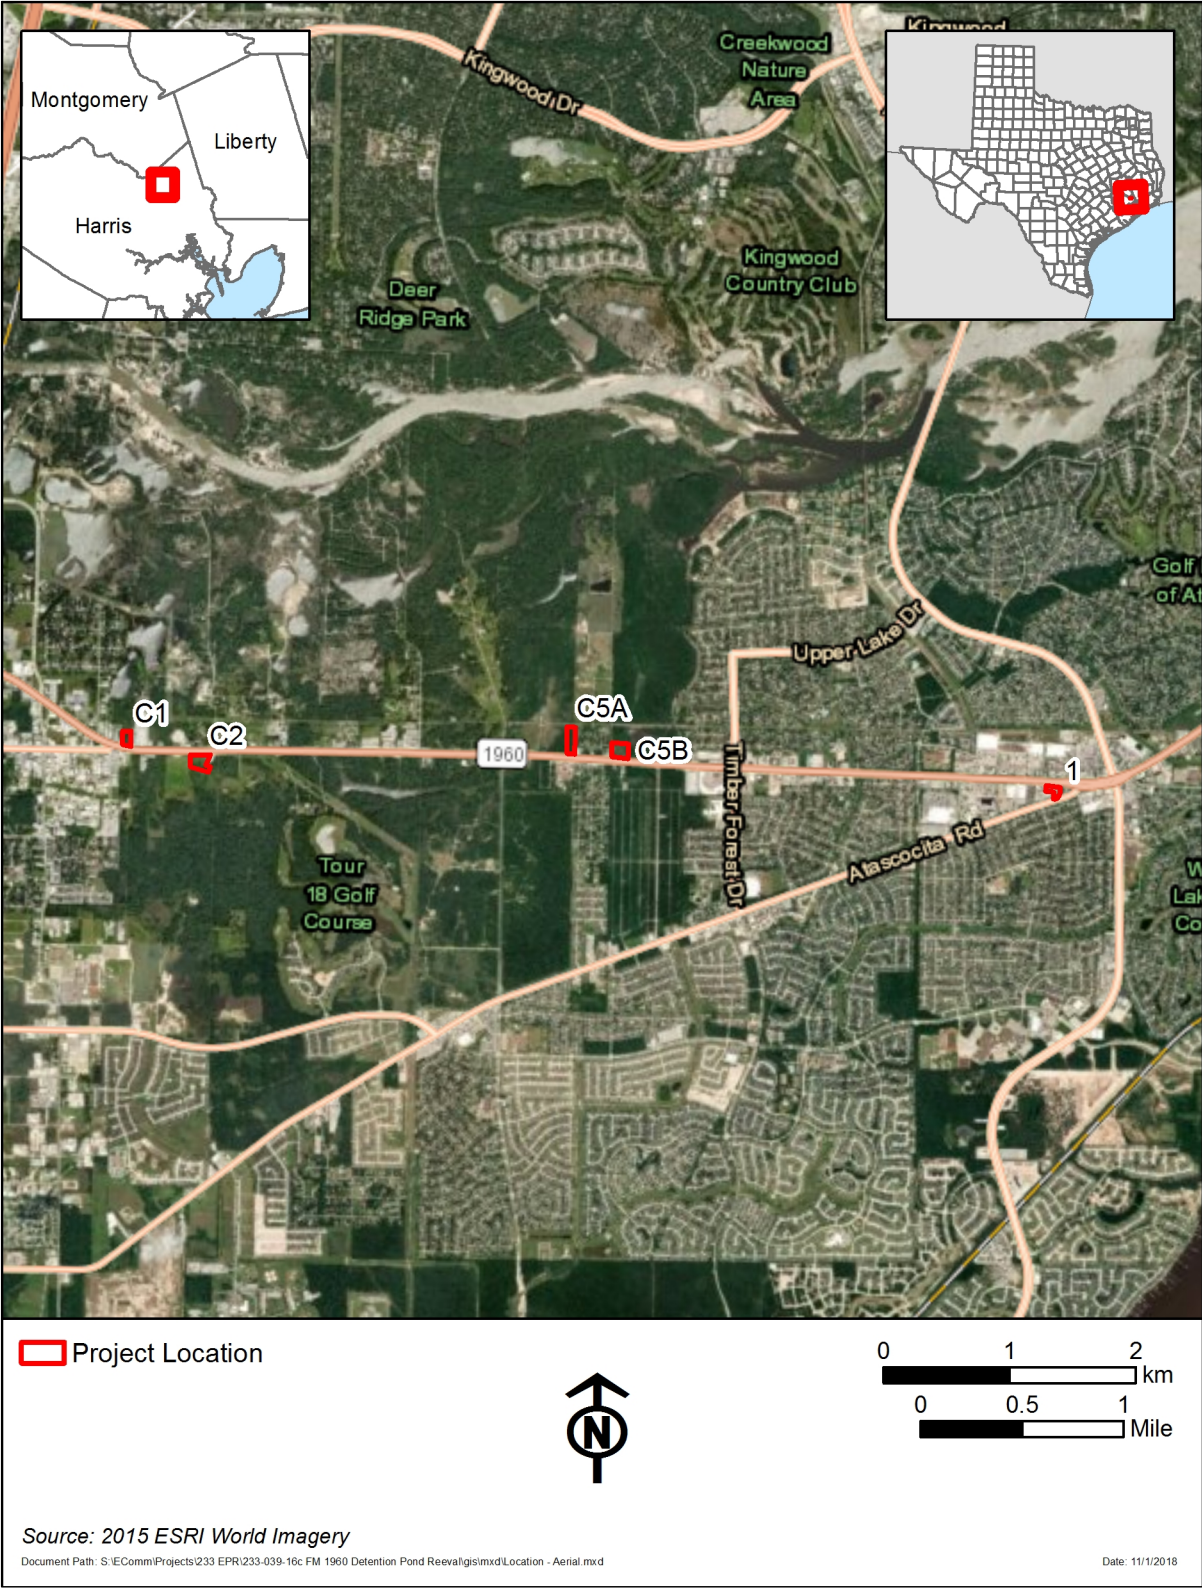 Kingwood
Creekwood
Nature
Area
Kingwood Dr
Montgomery
Liberty
Harris
Kingwood
Country Club
Deer
Ridge Park
Golf
of At
Upper Lake Dr
C1
C2
C5A
C5B
1960
1
Timber Forest Dr
Atascocita Rd
Tour
18 Golf
Course
W
Lak
Co
Project Location
N
0 1 2
km
0 0.5 1
Mile
Source: 2015 ESRI World Imagery
Document Path: S:\EComm\Projects\233 EPR\233-039-16c FM 1960 Detention Pond Reeval\gis\mxd\Location - Aerial.mxd
Date: 11/1/2018